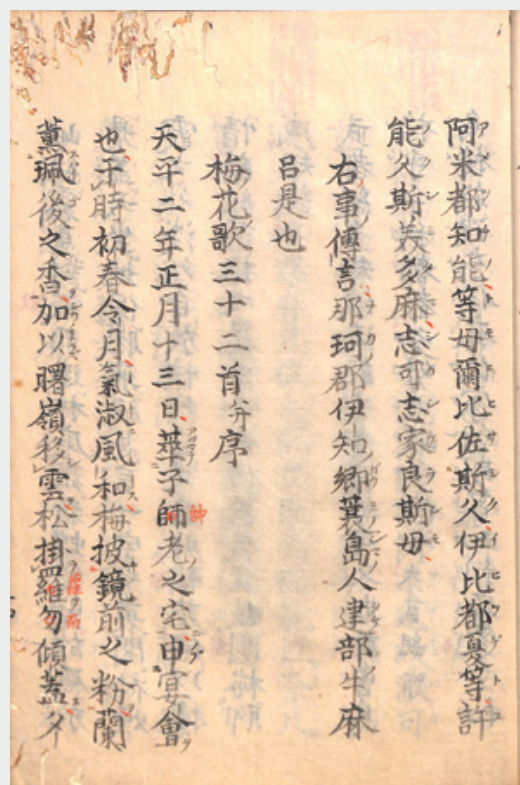 阿米都知能等母爾比佐斯久伊比都夏等許
能久斯美多麻志可志家良斯母
右事傳言那珂郡伊知郷蓑島人建部牛麻
呂是也
梅花歌三十二首并序
天平二年正月十三日萃子師老之宅申宴會
也于時初春令月氣淑風和梅披鏡前之粉蘭
薫珮後之香加以曙嶺移雲松掛羅勿傾盖夕